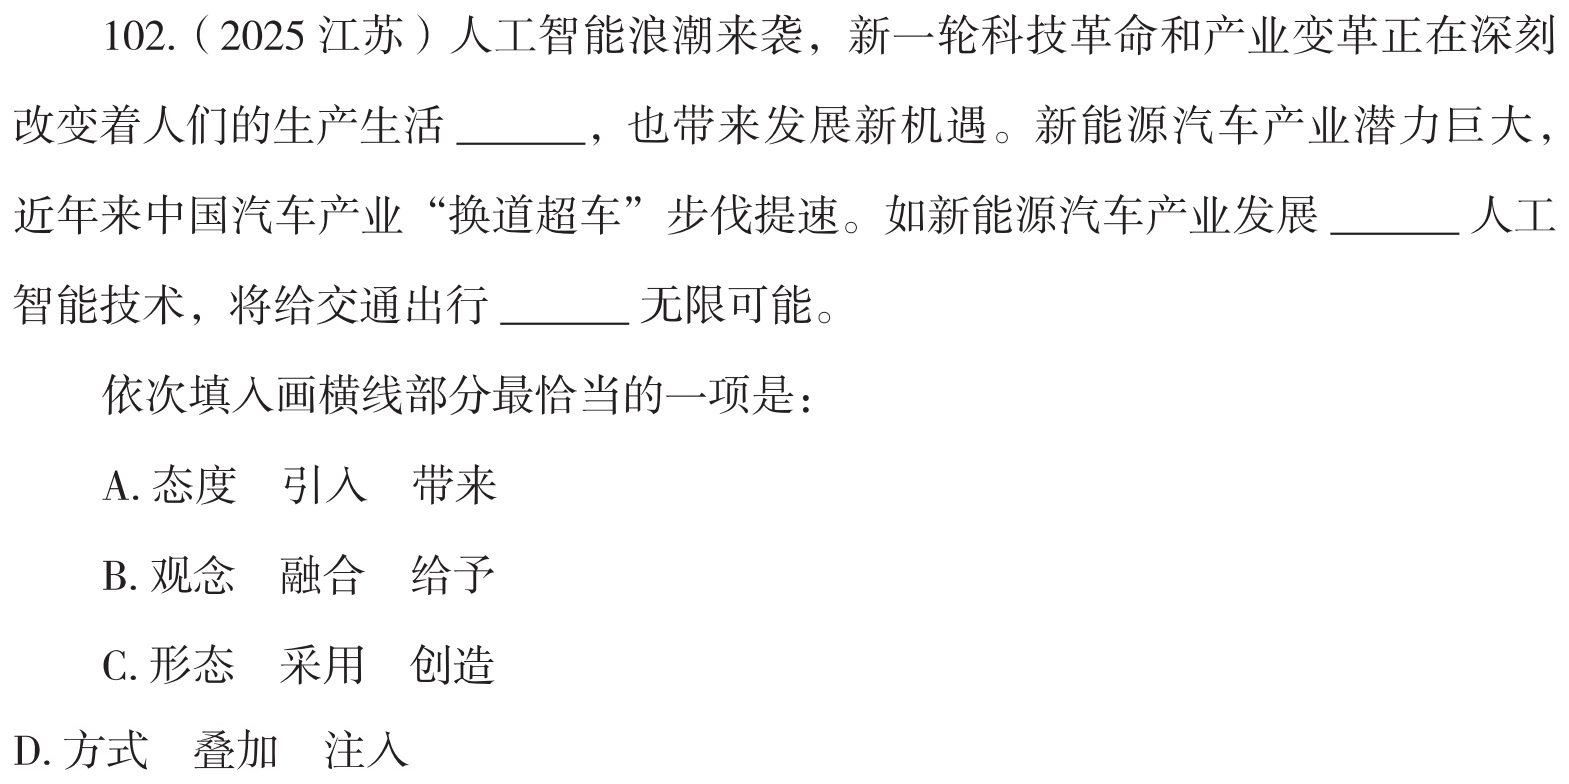 102.（2025 江苏）人工智能浪潮来袭，新一轮科技革命和产业变革正在深刻
改变着人们的生产生活 ______，也带来发展新机遇。新能源汽车产业潜力巨大，
近年来中国汽车产业“换道超车”步伐提速。如新能源汽车产业发展 ______ 人工
智能技术，将给交通出行 ______ 无限可能。
依次填入画横线部分最恰当的一项是：
A. 态度　引入　带来
B. 观念　融合　给予
C. 形态　采用　创造
D. 方式　叠加　注入